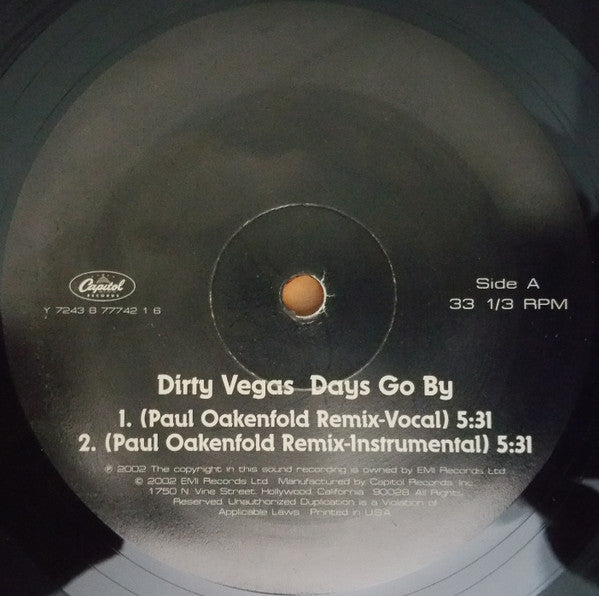 Capitol
RECORDS
Y 7243 8 77742 1 6
Side A
33 1/3 RPM
Dirty Vegas Days Go By
1. (Paul Oakenfold Remix-Vocal) 5:31
2. (Paul Oakenfold Remix-Instrumental) 5:31
℗ 2002 The copyright in this sound recording is owned by EMI Records Ltd
© 2002 EMI Records Ltd. Manufactured by Capitol Records, Inc.
1750 N. Vine Street, Hollywood, California 90028. All Rights
Reserved. Unauthorized Duplication is a Violation of
Applicable Laws. Printed in U.S.A.